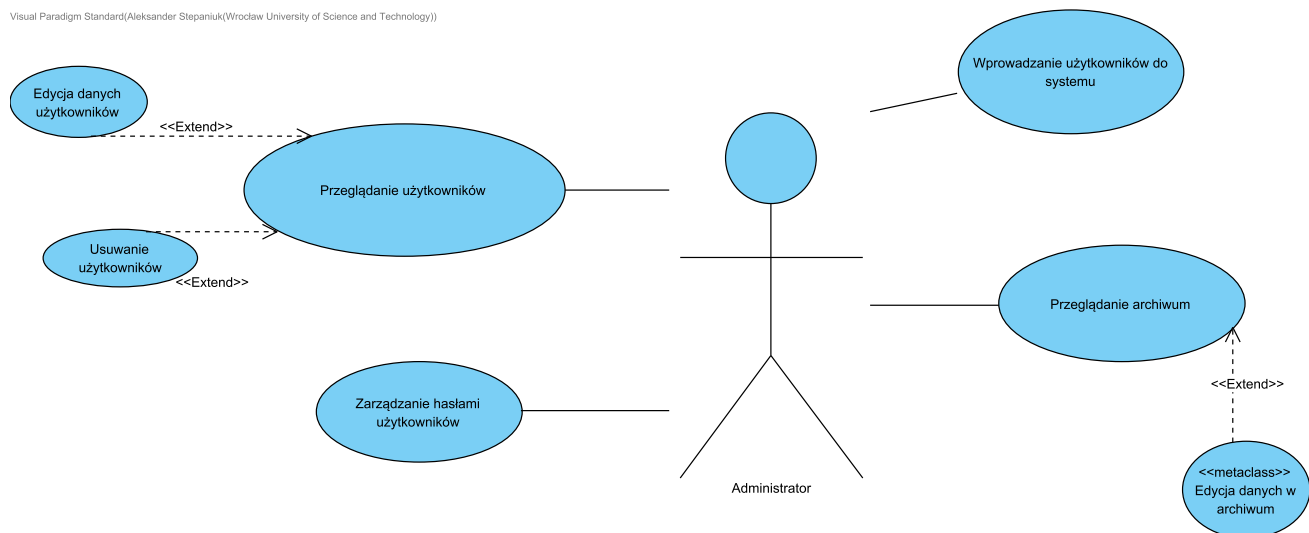 Visual Paradigm Standard(Aleksander Stepaniuk(Wrocław University of Science and Technology))
Edycja danych
użytkowników
<<Extend>>
Przeglądanie użytkowników
Usuwanie
użytkowników
<<Extend>>
Zarządzanie hasłami
użytkowników
Administrator
Wprowadzanie użytkowników do
systemu
Przeglądanie archiwum
<<Extend>>
<<metaclass>>
Edycja danych w
archiwum